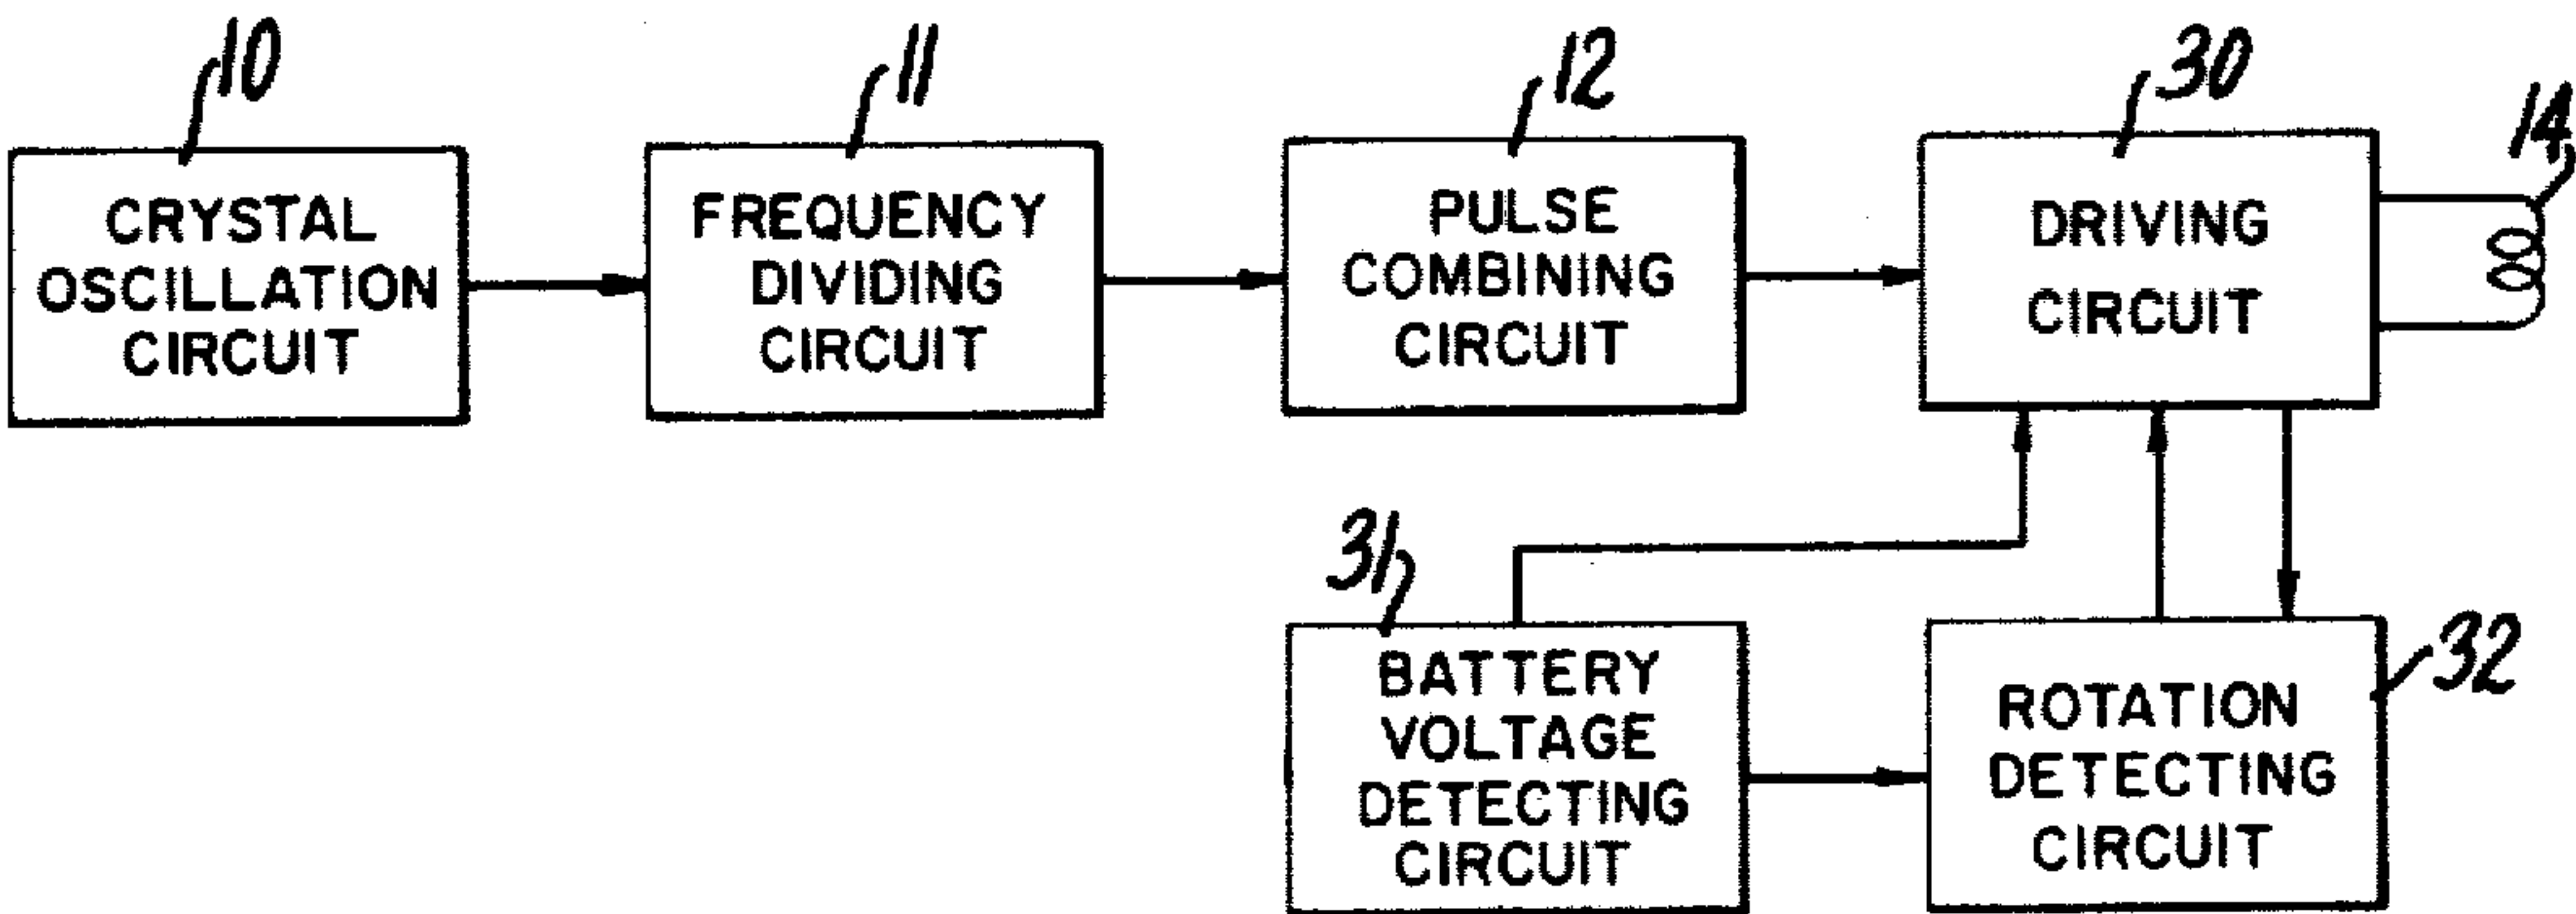 10
11
12
30
14
CRYSTAL
OSCILLATION
CIRCUIT
FREQUENCY
DIVIDING
CIRCUIT
PULSE
COMBINING
CIRCUIT
DRIVING
CIRCUIT
31
32
BATTERY
VOLTAGE
DETECTING
CIRCUIT
ROTATION
DETECTING
CIRCUIT